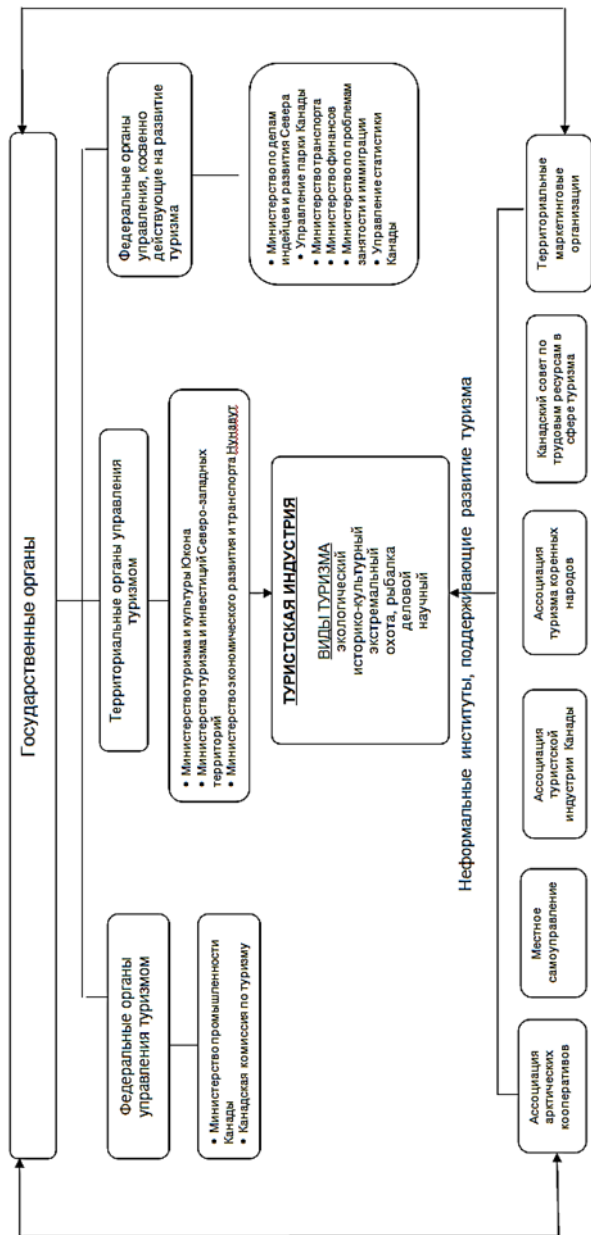 Государственные органы
Федеральные органы
управления туризмом
Территориальные органы управления
туризмом
Федеральные органы
управления, косвенно
действующие на развитие
туризма
• Министерство промышленности
Канады
• Канадская комиссия по туризму
• Министерство туризма и культуры Юкона
• Министерство туризма и инвестиций Северо-западных
территорий
• Министерство экономического развития и транспорта Нунавут
• Министерство по делам
индейцев и развития Севера
• Управление парки Канады
• Министерство транспорта
• Министерство финансов
• Министерство по проблемам
занятости и иммиграции
• Управление статистики
Канады
ТУРИСТСКАЯ ИНДУСТРИЯ
ВИДЫ ТУРИЗМА
экологический
историко-культурный
экстремальный
охота, рыбалка
деловой
научный
Неформальные институты, поддерживающие развитие туризма
Ассоциация
арктических
кооперативов
Местное
самоуправление
Ассоциация
туристской
индустрии Канады
Ассоциация
туризма коренных
народов
Канадский совет по
трудовым ресурсам в
сфере туризма
Территориальные
маркетинговые
организации